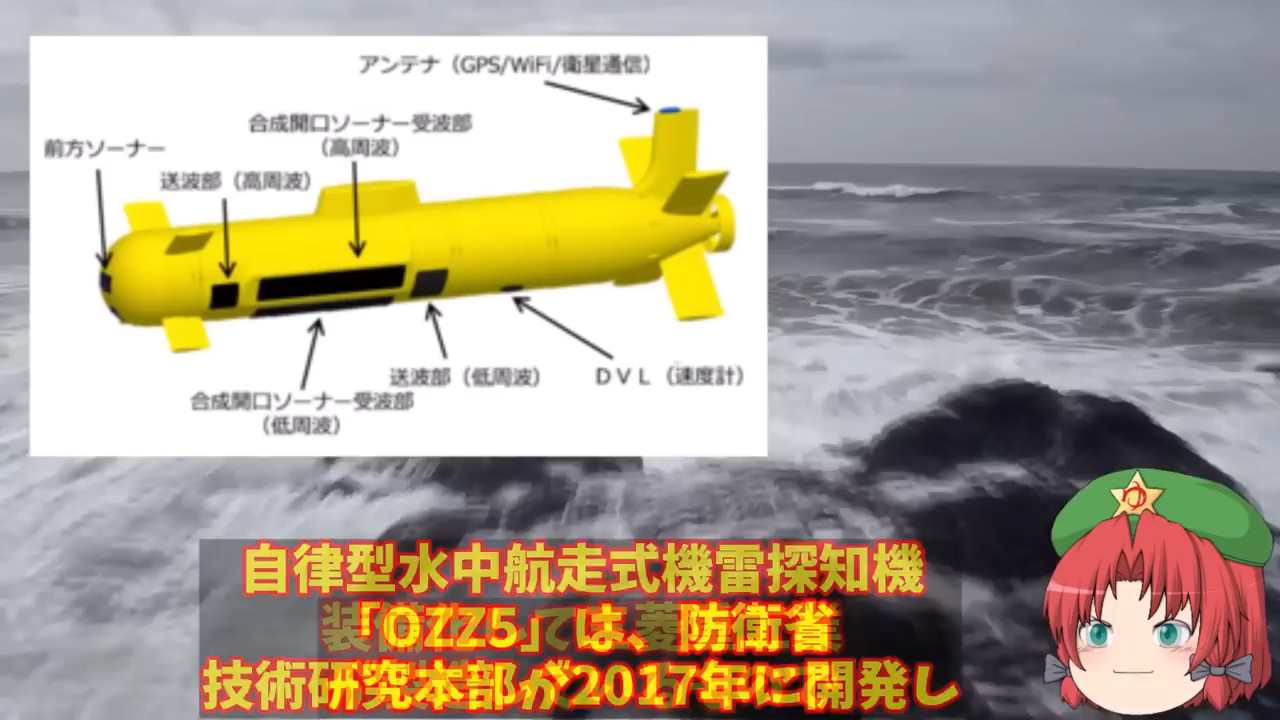 アンテナ（GPS/WiFi/衛星通信）
合成開口ソーナー受波部
（高周波）
前方ソーナー
送波部（高周波）
送波部（低周波）
ＤＶＬ（速度計）
合成開口ソーナー受波部
（低周波）
ゆ
自律型水中航走式機雷探知機
「OZZ5」では、防衛省
技術研究本部が2017年に開発し